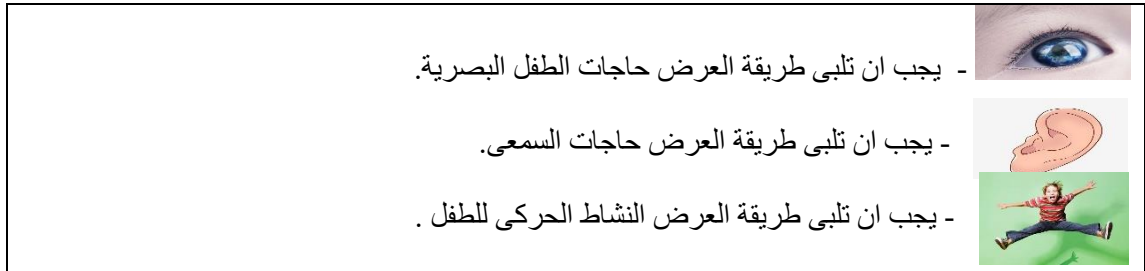 - يجب ان تلبى طريقة العرض حاجات الطفل البصرية.
- يجب ان تلبى طريقة العرض حاجات السمعى.
- يجب ان تلبى طريقة العرض النشاط الحركى للطفل .